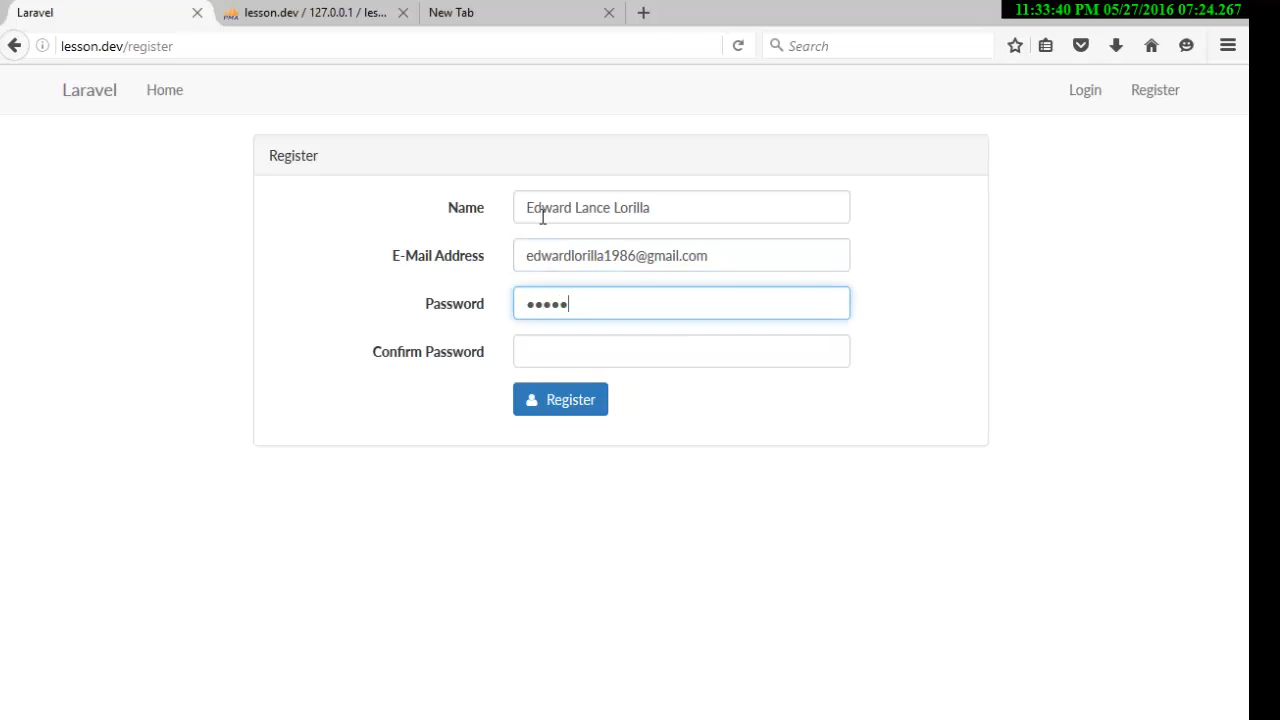 Laravel
lesson.dev / 127.0.0.1 / les...
New Tab
11:33:40 PM 05/27/2016 07:24.267
lesson.dev/register
Search
Laravel
Home
Login
Register
Register
Name
Edward Lance Lorilla
E-Mail Address
edwardlorilla1986@gmail.com
Password
●●●●●
Confirm Password
Register